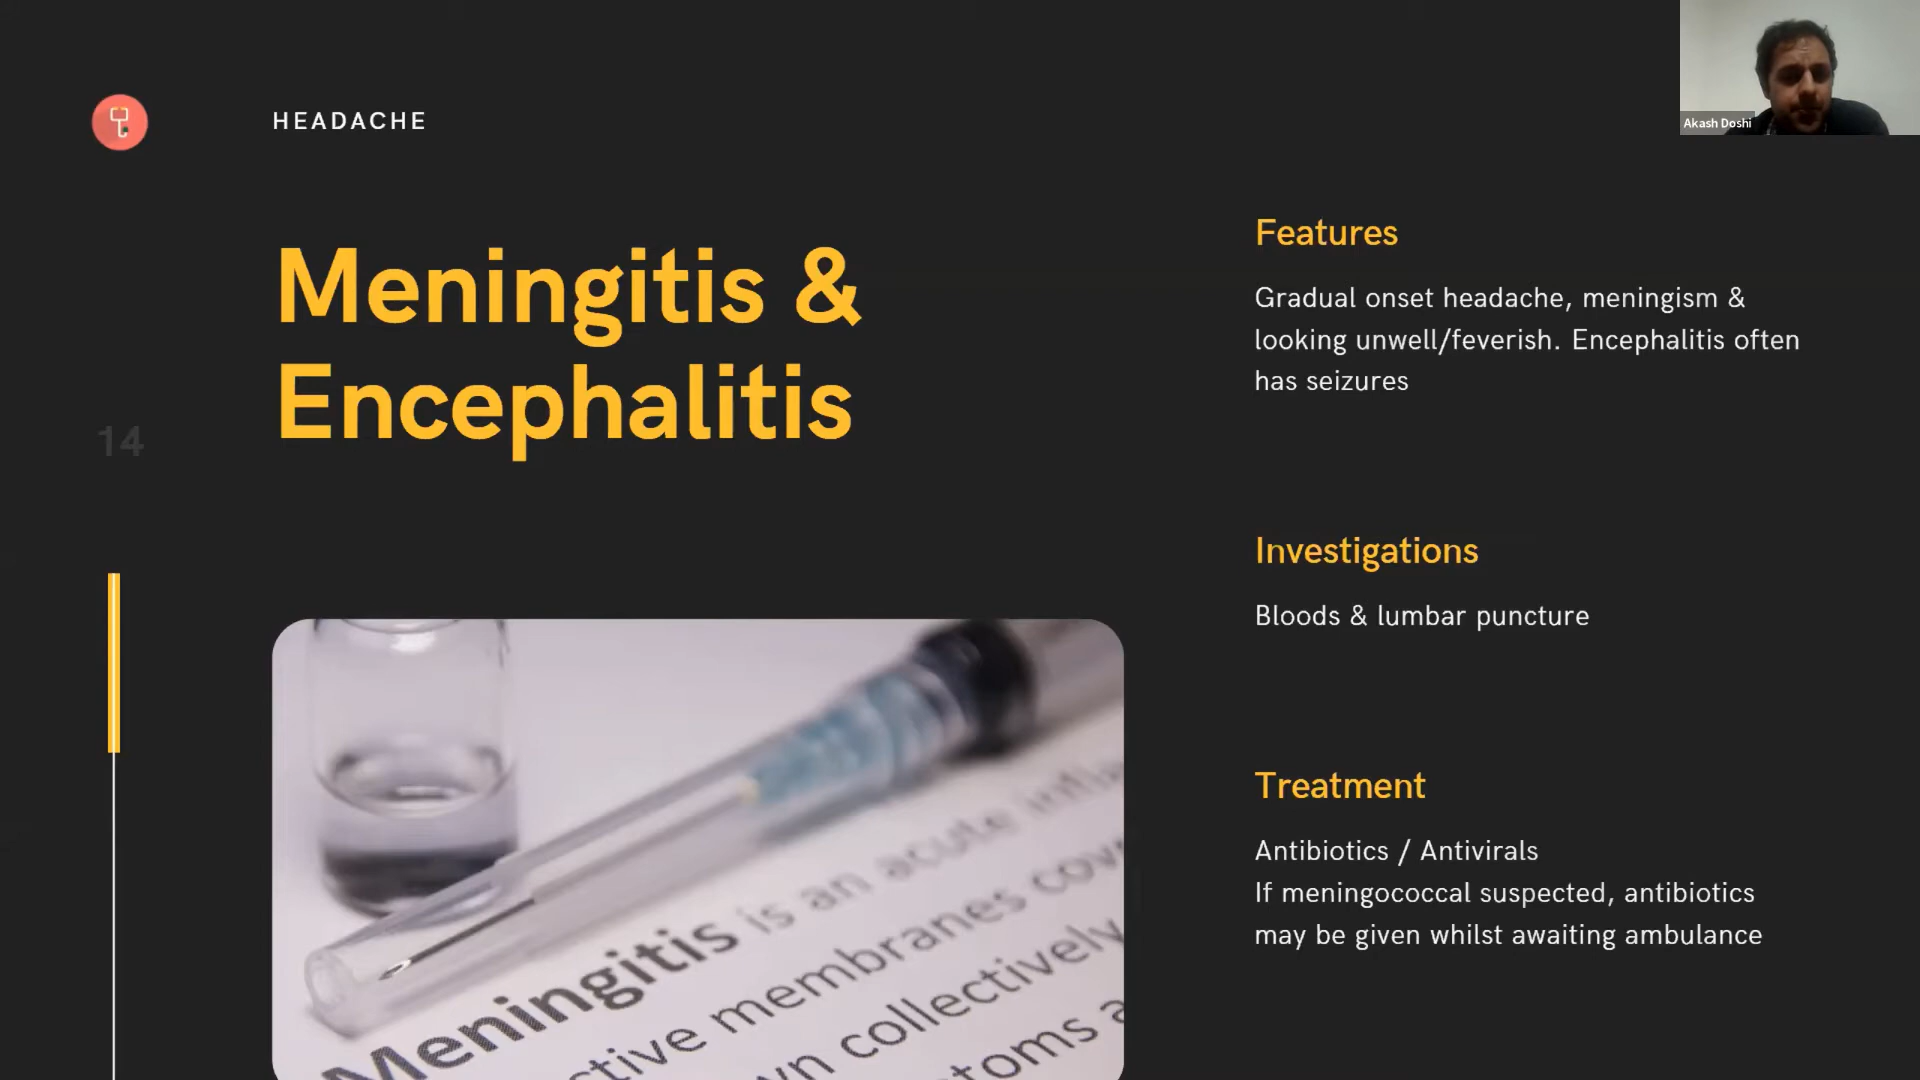 HEADACHE
Akash Doshi
Meningitis &
Encephalitis
14
Features
Gradual onset headache, meningism &
looking unwell/feverish. Encephalitis often
has seizures
Investigations
Bloods & lumbar puncture
Treatment
Antibiotics / Antivirals
If meningococcal suspected, antibiotics
may be given whilst awaiting ambulance
Meningitis is an acute
membranes
collectively